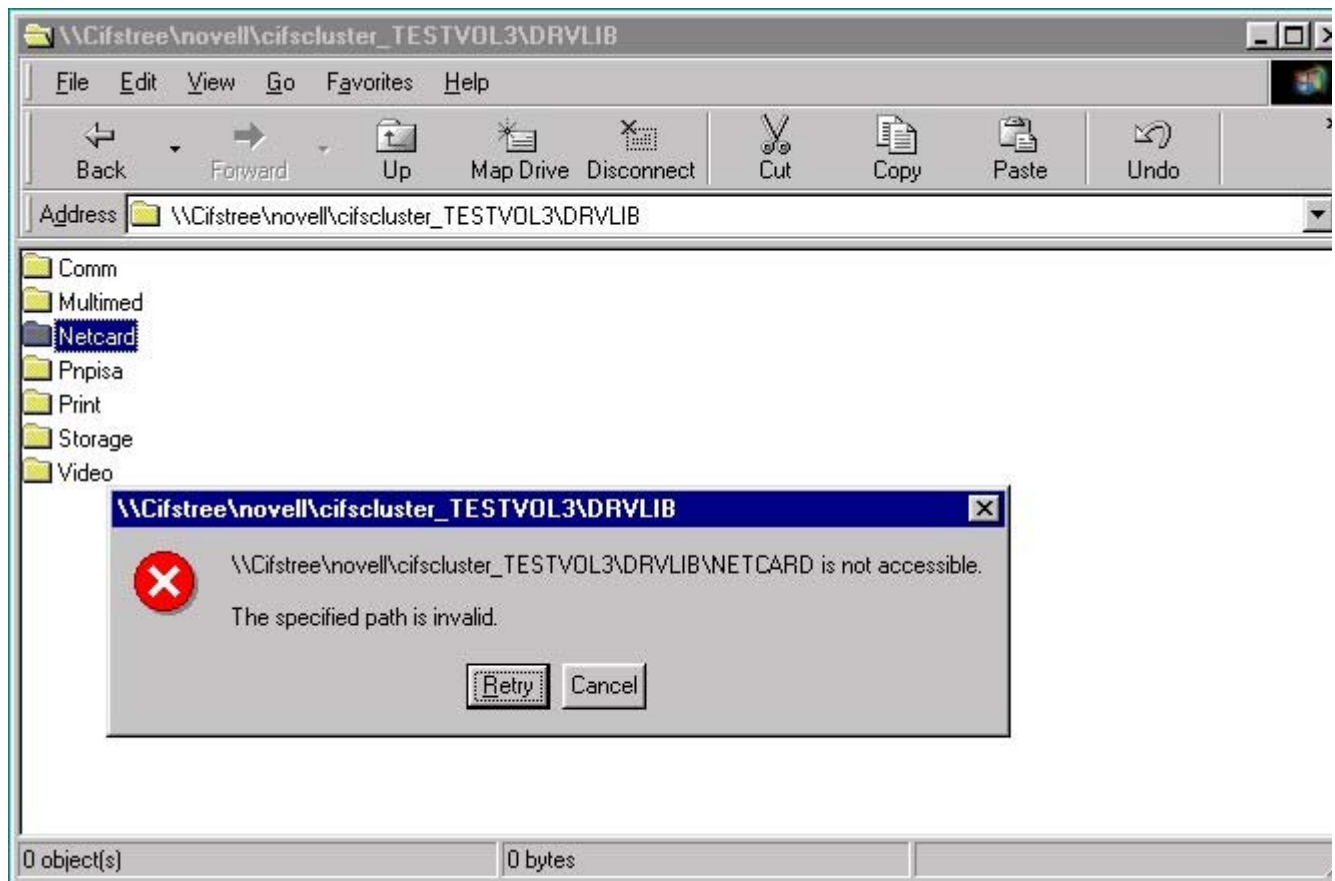 \\Cifstree\novell\cifscluster_TESTVOL3\DRVLIB
File Edit View Go Favorites Help
Back Forward Up Map Drive Disconnect Cut Copy Paste Undo
Address \\Cifstree\novell\cifscluster_TESTVOL3\DRVLIB
Comm
Multimed
Netcard
Pnpisa
Print
Storage
Video
\\Cifstree\novell\cifscluster_TESTVOL3\DRVLIB
\\Cifstree\novell\cifscluster_TESTVOL3\DRVLIB\NETCARD is not accessible.
The specified path is invalid.
Retry Cancel
0 object(s) 0 bytes